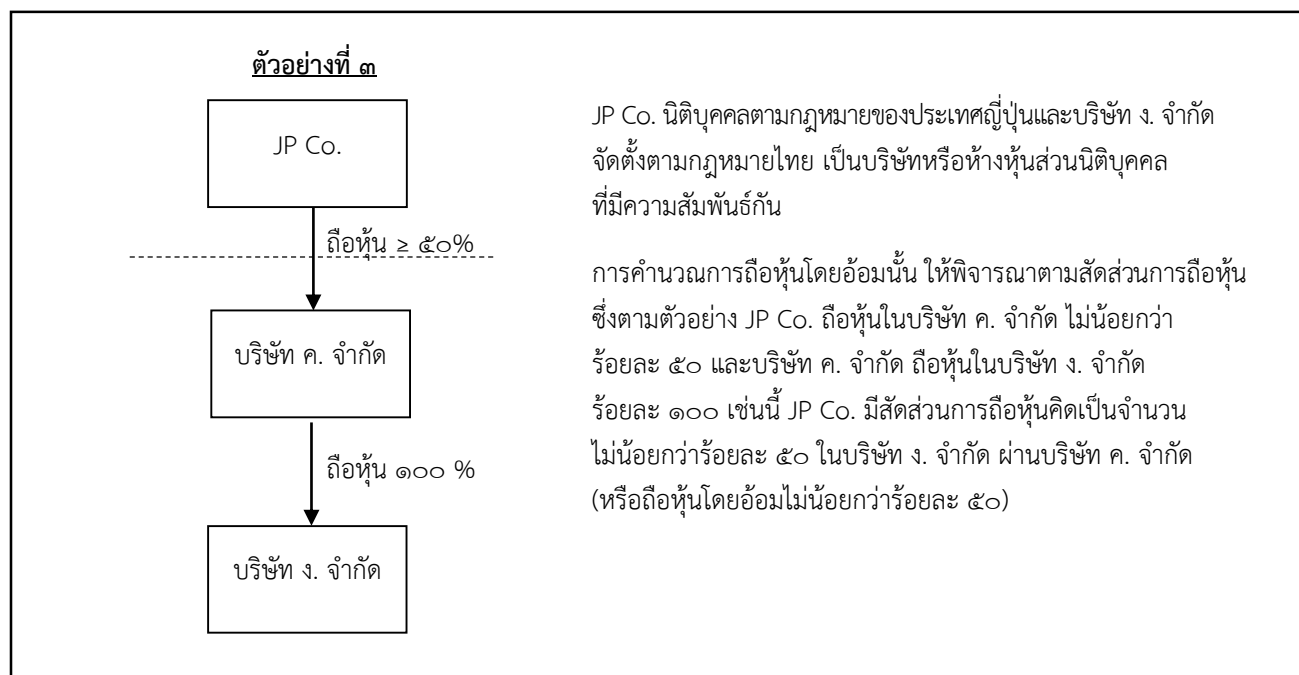 ตัวอย่างที่ ๓
JP Co.
ถือหุ้น ≥ ๕๐%
บริษัท ค. จำกัด
ถือหุ้น ๑๐๐ %
บริษัท ง. จำกัด
JP Co. นิติบุคคลตามกฎหมายของประเทศญี่ปุ่นและบริษัท ง. จำกัด
จัดตั้งตามกฎหมายไทย เป็นบริษัทหรือห้างหุ้นส่วนนิติบุคคล
ที่มีความสัมพันธ์กัน
การคำนวณการถือหุ้นโดยอ้อมนั้น ให้พิจารณาตามสัดส่วนการถือหุ้น
ซึ่งตามตัวอย่าง JP Co. ถือหุ้นในบริษัท ค. จำกัด ไม่น้อยกว่า
ร้อยละ ๕๐ และบริษัท ค. จำกัด ถือหุ้นในบริษัท ง. จำกัด
ร้อยละ ๑๐๐ เช่นนี้ JP Co. มีสัดส่วนการถือหุ้นคิดเป็นจำนวน
ไม่น้อยกว่าร้อยละ ๕๐ ในบริษัท ง. จำกัด ผ่านบริษัท ค. จำกัด
(หรือถือหุ้นโดยอ้อมไม่น้อยกว่าร้อยละ ๕๐)